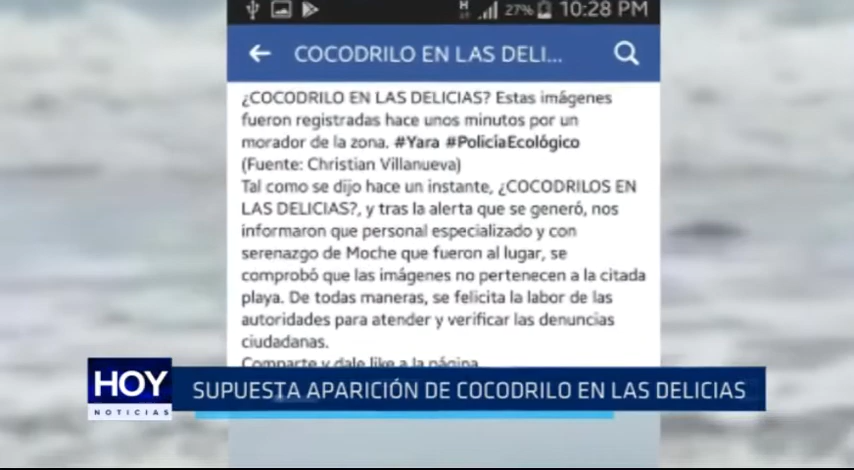 H
27%
10:28 PM
COCODRILO EN LAS DELI...
¿COCODRILO EN LAS DELICIAS? Estas imágenes
fueron registradas hace unos minutos por un
morador de la zona. #Yara #PolicíaEcológico
(Fuente: Christian Villanueva)
Tal como se dijo hace un instante, ¿COCODRILOS EN
LAS DELICIAS?, y tras la alerta que se generó, nos
informaron que personal especializado y con
serenazgo de Moche que fueron al lugar, se
comprobó que las imágenes no pertenecen a la citada
playa. De todas maneras, se felicita la labor de las
autoridades para atender y verificar las denuncias
ciudadanas.
Comparte y dale like a la página
HOY
NOTICIAS
SUPUESTA APARICIÓN DE COCODRILO EN LAS DELICIAS